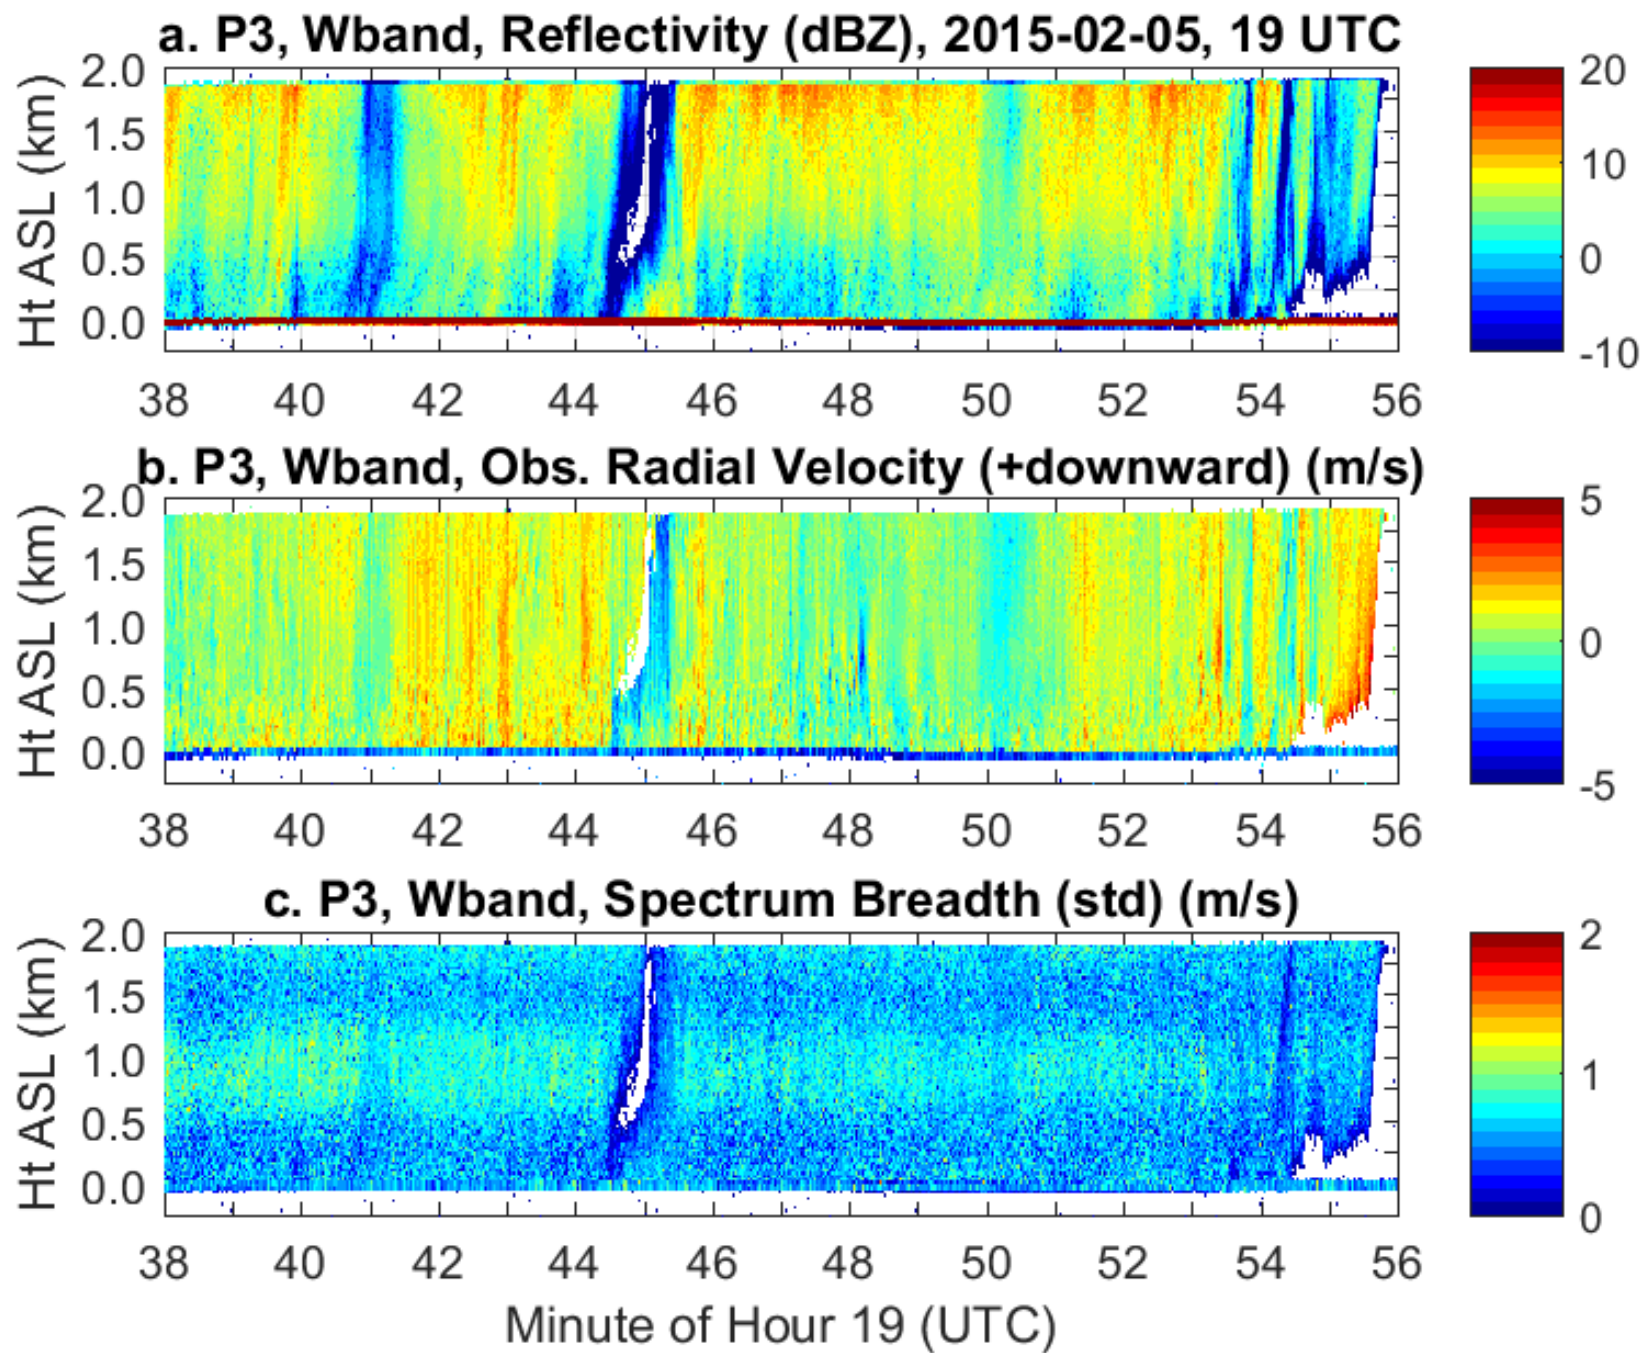 a. P3, Wband, Reflectivity (dBZ), 2015-02-05, 19 UTC
Ht ASL (km)
2.0
1.5
1.0
0.5
0.0
38 40 42 44 46 48 50 52 54 56
20
10
0
-10
b. P3, Wband, Obs. Radial Velocity (+downward) (m/s)
Ht ASL (km)
2.0
1.5
1.0
0.5
0.0
38 40 42 44 46 48 50 52 54 56
5
0
-5
c. P3, Wband, Spectrum Breadth (std) (m/s)
Ht ASL (km)
2.0
1.5
1.0
0.5
0.0
38 40 42 44 46 48 50 52 54 56
2
1
0
Minute of Hour 19 (UTC)